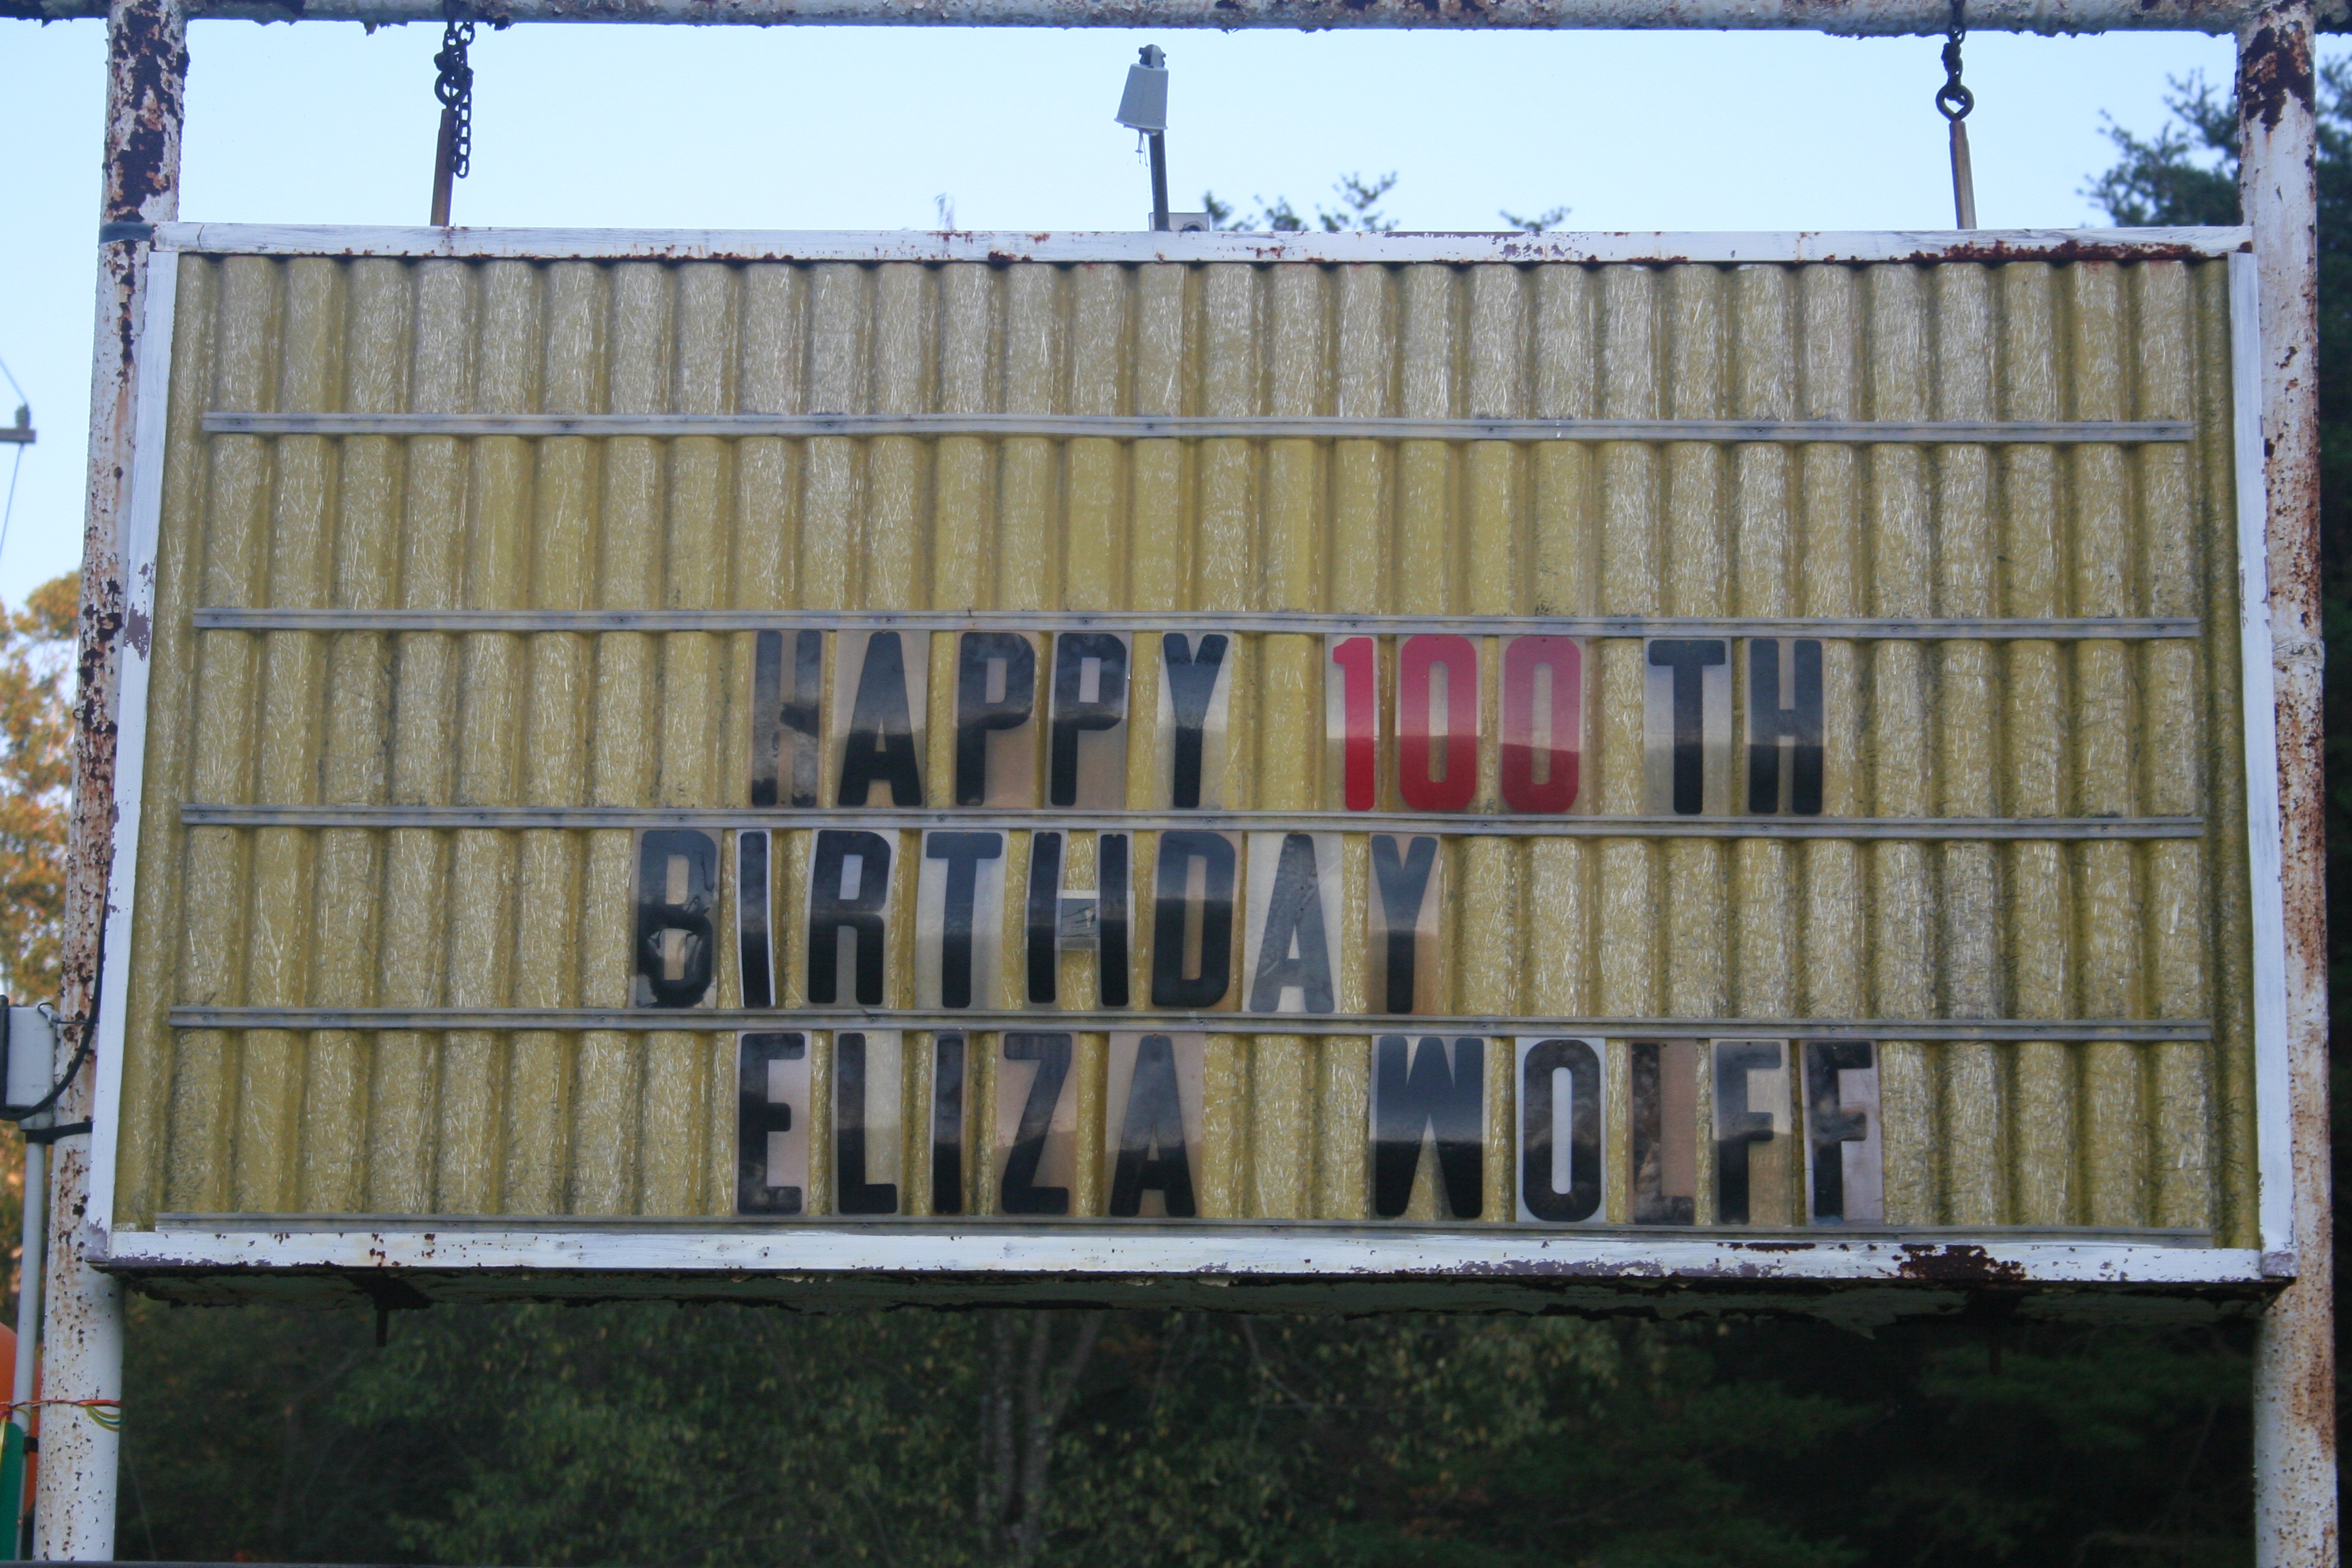 HAPPY 100 TH
BIRTHDAY
ELIZA WOLFF